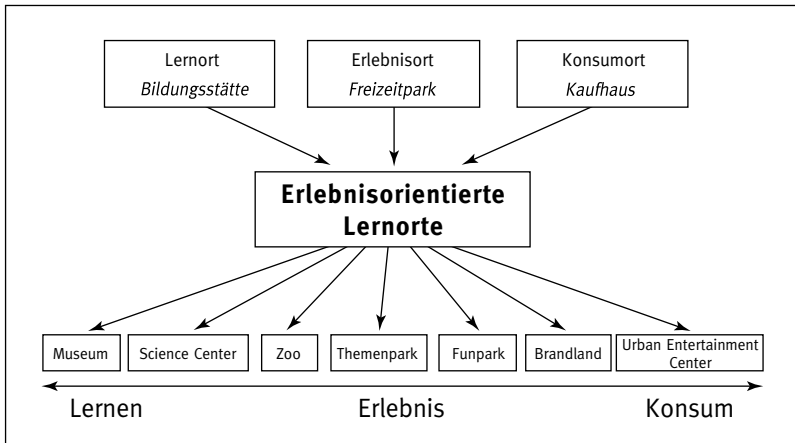 Lernort
Bildungsstätte
Erlebnisort
Freizeitpark
Konsumort
Kaufhaus
Erlebnisorientierte
Lernorte
Museum
Science Center
Zoo
Themenpark
Funpark
Brandland
Urban Entertainment
Center
Lernen
Erlebnis
Konsum